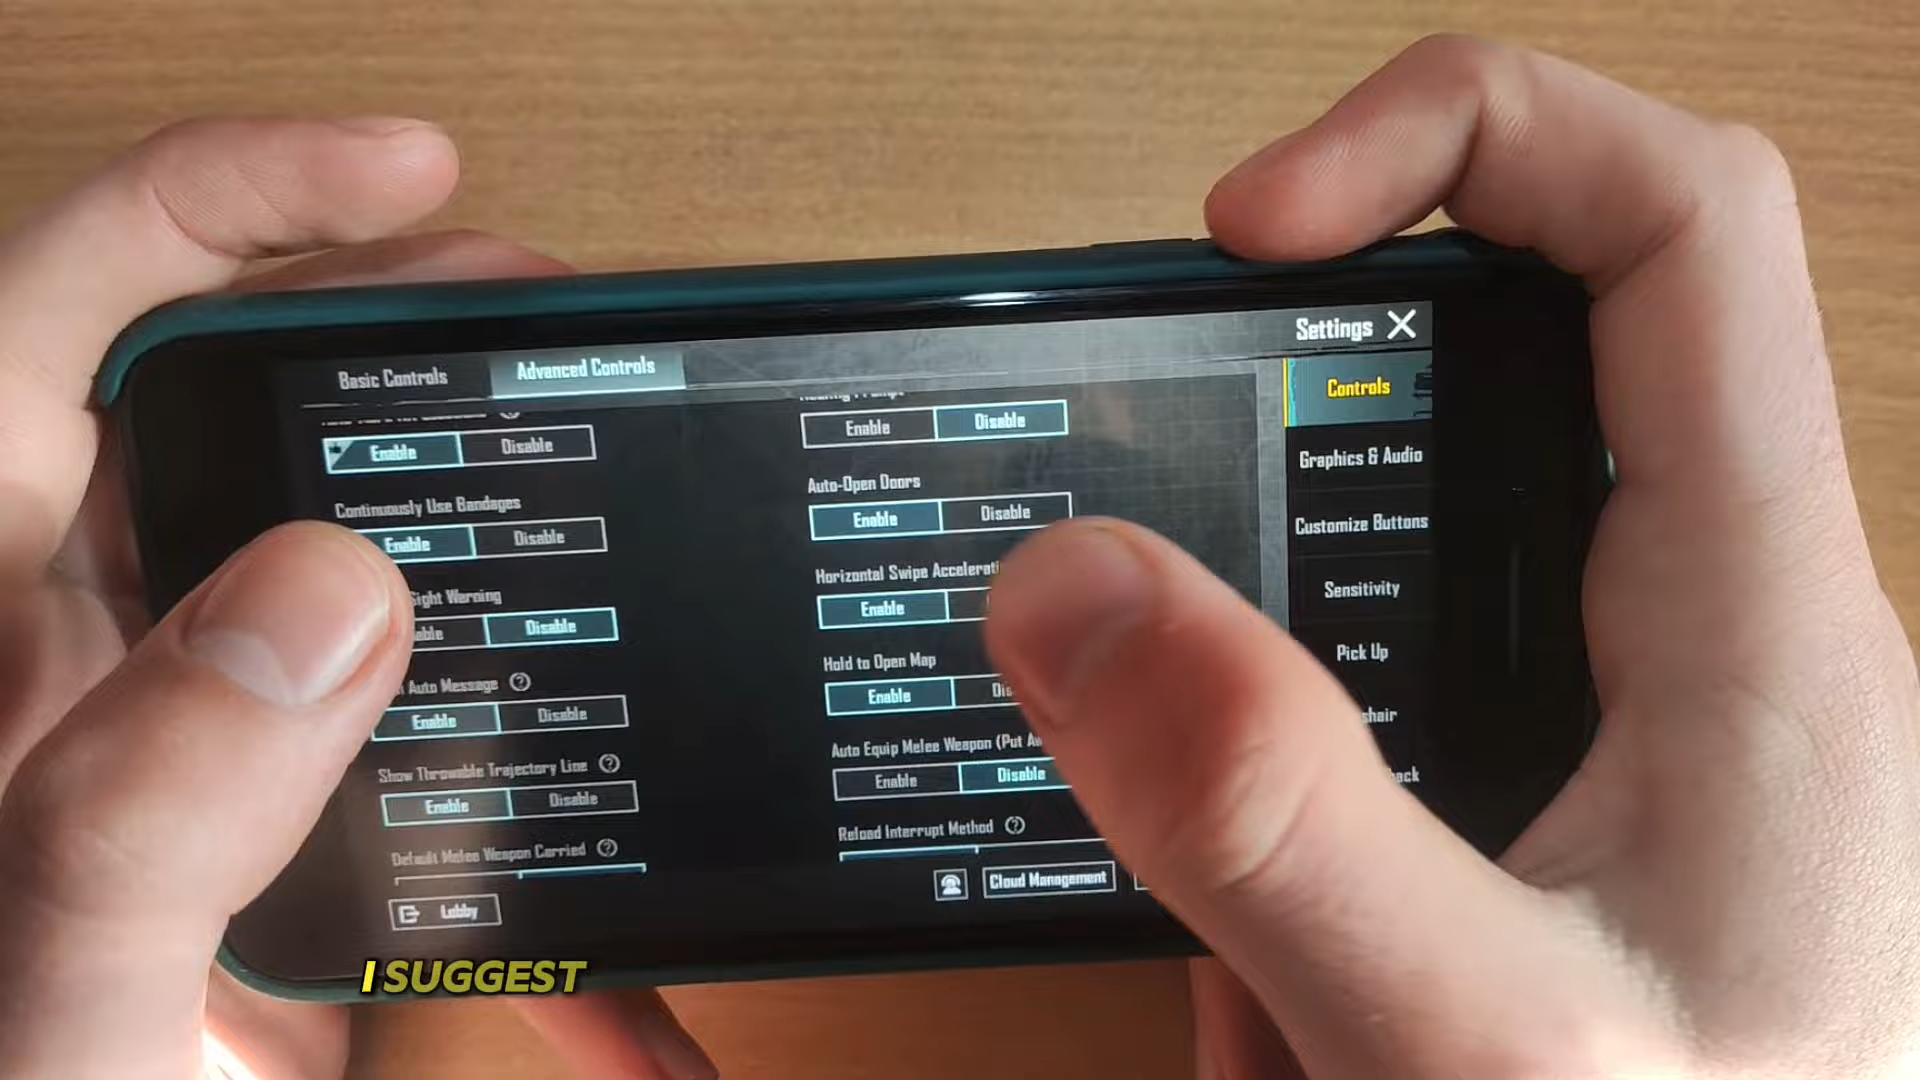 Settings
Basic Controls
Advanced Controls
Enable Disable
Continuously Use Bandages
Enable Disable
Sight Warning
Disable
Auto Message
Enable Disable
Show Throwable Trajectory Line
Enable Disable
Default Melee Weapon Carried
Lobby
Enable Disable
Auto-Open Doors
Enable Disable
Horizontal Swipe
Enable
Hold to Open Map
Enable
Auto Equip Melee Weapon (Put
Enable Disable
Reload Interrupt Method
Cloud Management
Controls
Graphics & Audio
Customize Buttons
Sensitivity
Pick Up
I SUGGEST